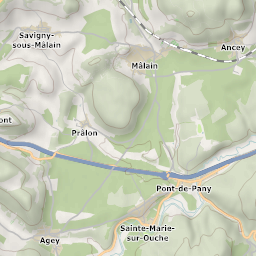 Savigny-
sous-Mâlain
Ancey
Mâlain
ont
Prâlon
Pont-de-Pany
Sainte-Marie-
sur-Ouche
Agey